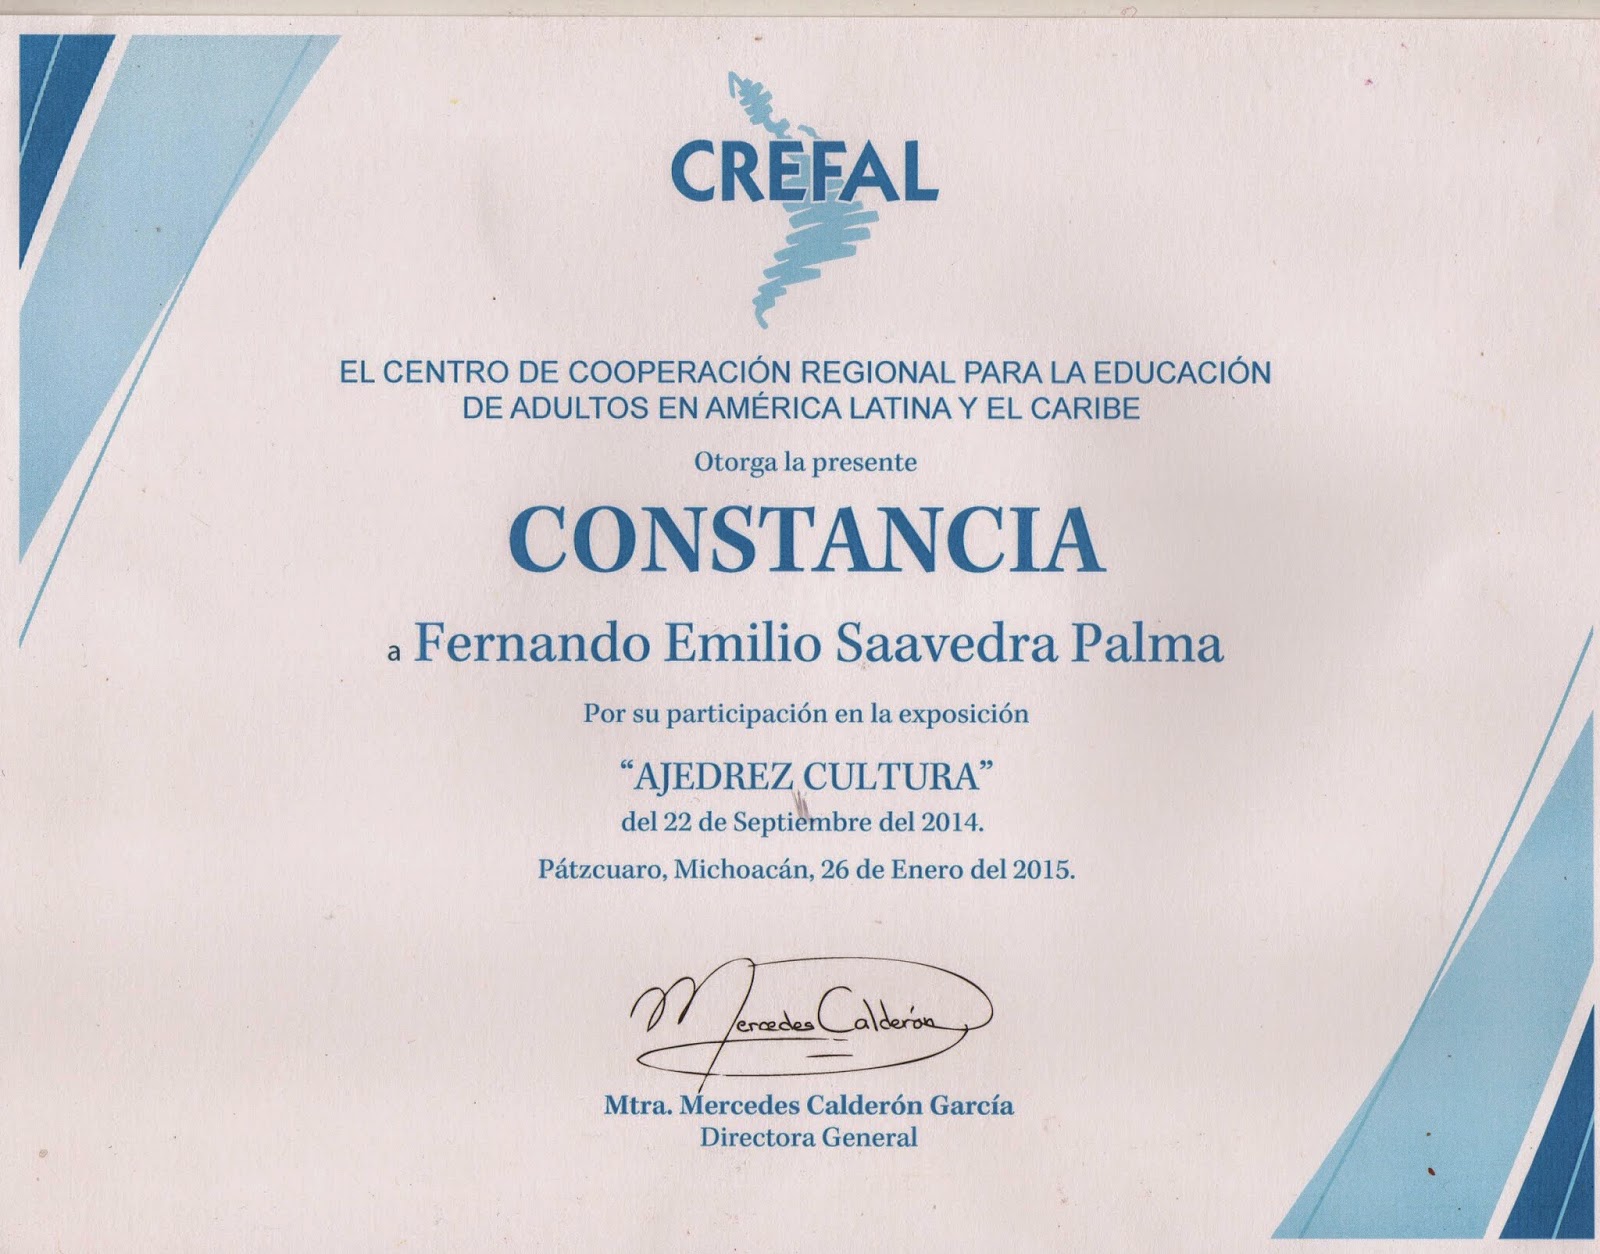 CREFAL
EL CENTRO DE COOPERACIÓN REGIONAL PARA LA EDUCACIÓN
DE ADULTOS EN AMÉRICA LATINA Y EL CARIBE
Otorga la presente
CONSTANCIA
a Fernando Emilio Saavedra Palma
Por su participación en la exposición
“AJEDREZ CULTURA”
del 22 de Septiembre del 2014.
Pátzcuaro, Michoacán, 26 de Enero del 2015.
Mercedes Calderón
Mtra. Mercedes Calderón García
Directora General